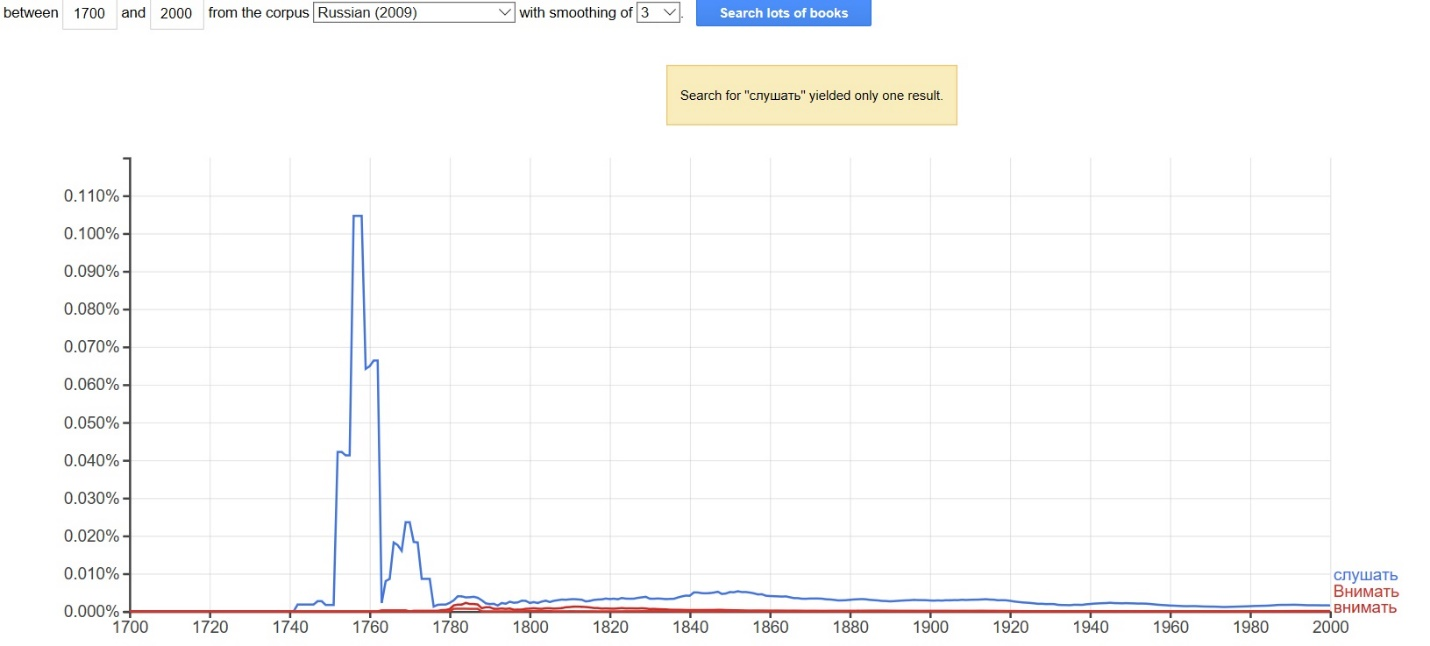 between 1700 and 2000 from the corpus Russian (2009) with smoothing of 3 . Search lots of books
Search for "слушать" yielded only one result.
0.110%
0.100%
0.090%
0.080%
0.070%
0.060%
0.050%
0.040%
0.030%
0.020%
0.010%
0.000%
слушать
Внимать
внимать
1700 1720 1740 1760 1780 1800 1820 1840 1860 1880 1900 1920 1940 1960 1980 2000